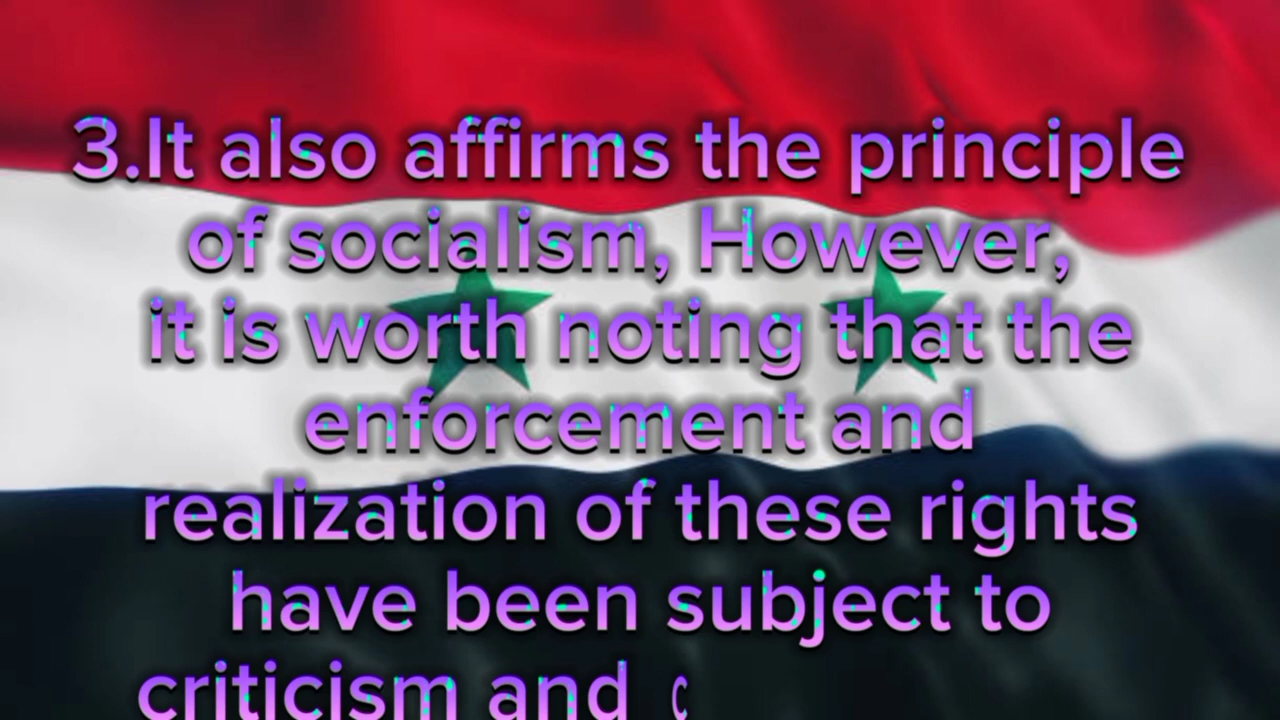 3.It also affirms the principle
of socialism, However,
it is worth noting that the
enforcement and
realization of these rights
have been subject to
criticism and c